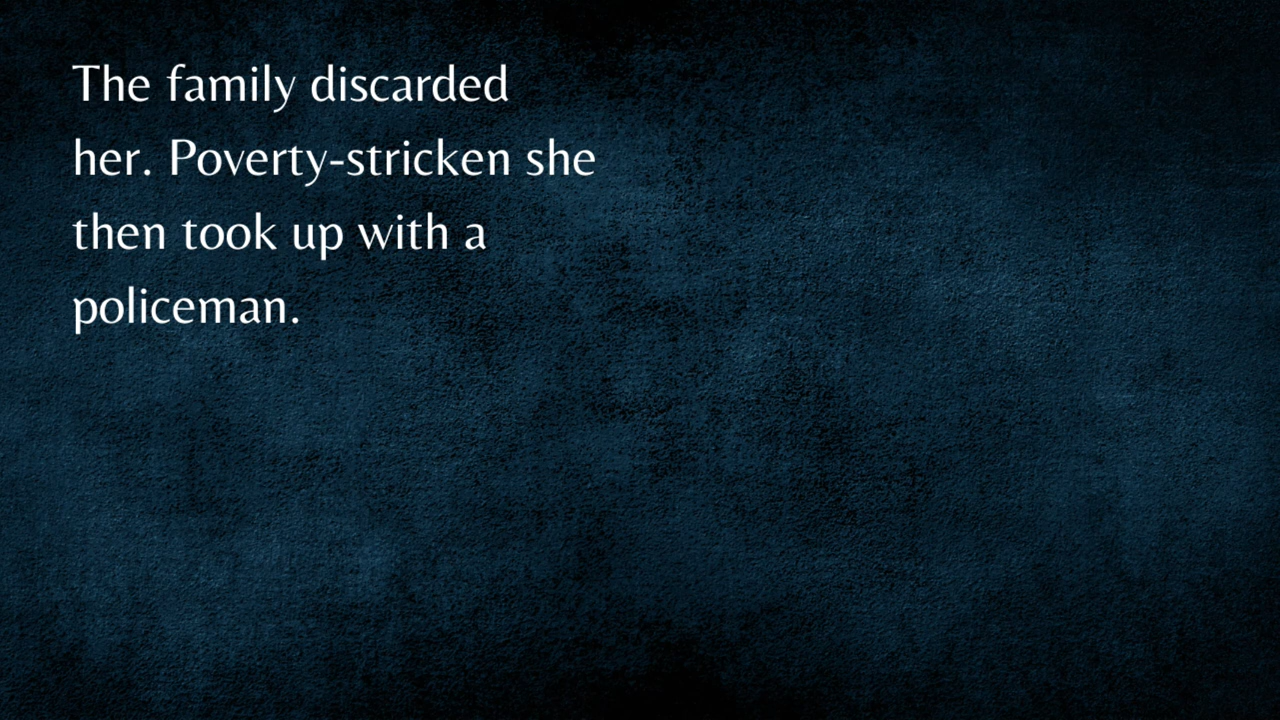 The family discarded
her. Poverty-stricken she
then took up with a
policeman.